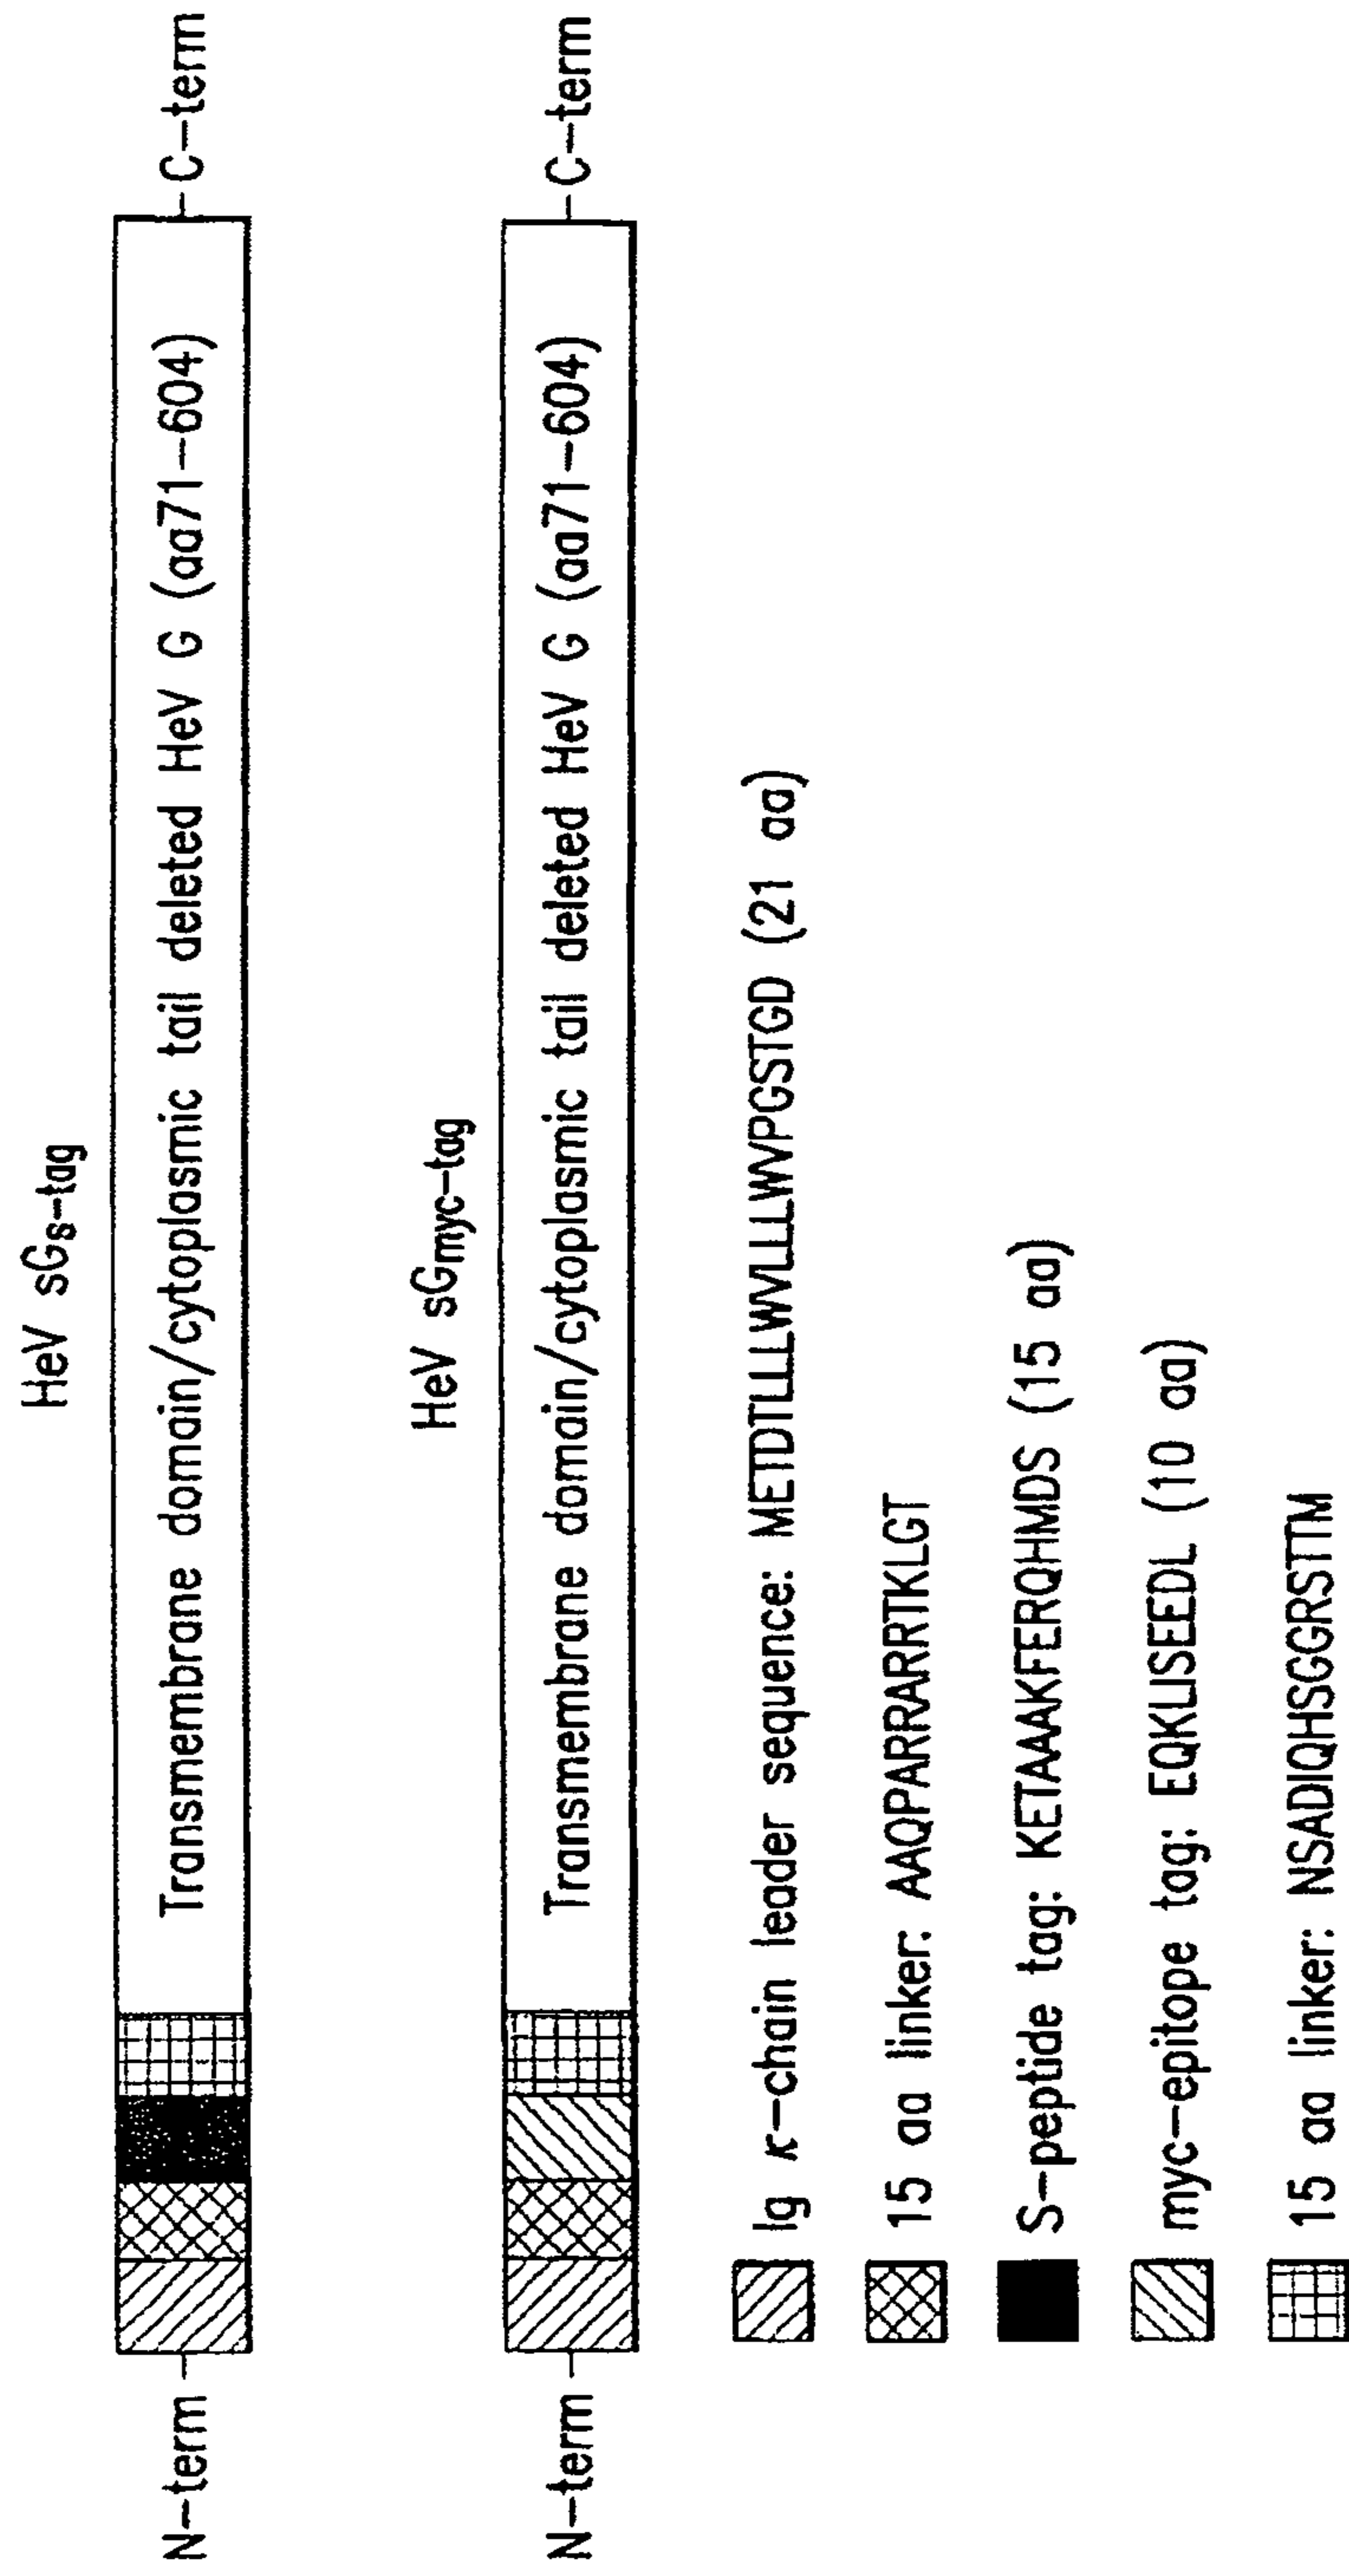 HeV sGs-tag
N-term
Transmembrane domain/cytoplasmic tail deleted HeV G (aa71-604)
C-term
HeV sGmyc-tag
N-term
Transmembrane domain/cytoplasmic tail deleted HeV G (aa71-604)
C-term
Ig κ-chain leader sequence: METDTLLLWVLLLWVPGSTGD (21 aa)
15 aa linker: AAQPARRARRTKLGT
S-peptide tag: KETAAAKFERQHMDS (15 aa)
myc-epitope tag: EQKLISEEDL (10 aa)
15 aa linker: NSADIQHSGGRSTTM